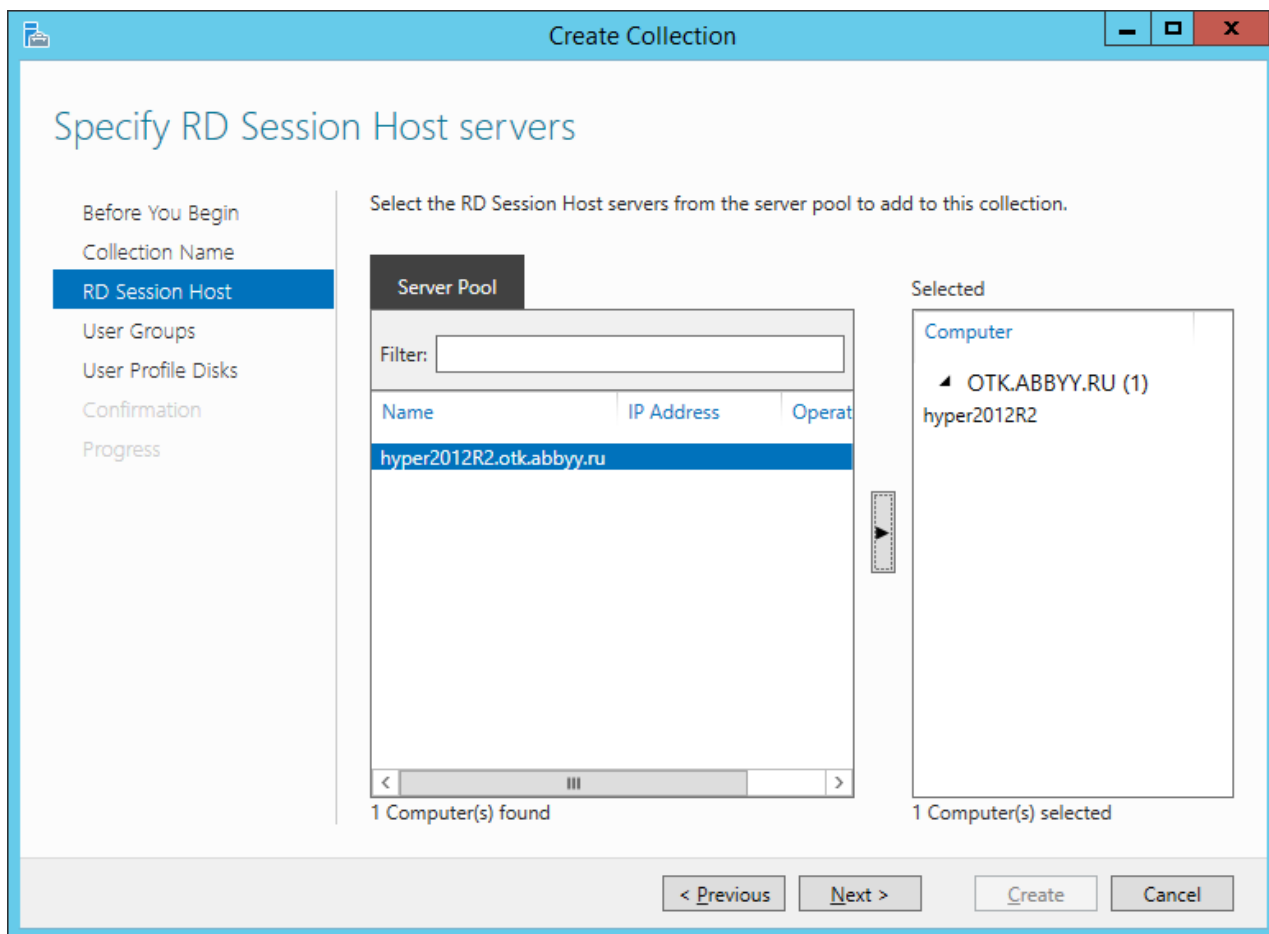 Create Collection
Specify RD Session Host servers
Before You Begin
Collection Name
RD Session Host
User Groups
User Profile Disks
Confirmation
Progress
Select the RD Session Host servers from the server pool to add to this collection.
Server Pool
Filter:
Name IP Address Operat
hyper2012R2.otk.abbyy.ru
1 Computer(s) found
Selected
Computer
OTK.ABBYY.RU (1)
hyper2012R2
1 Computer(s) selected
< Previous Next > Create Cancel